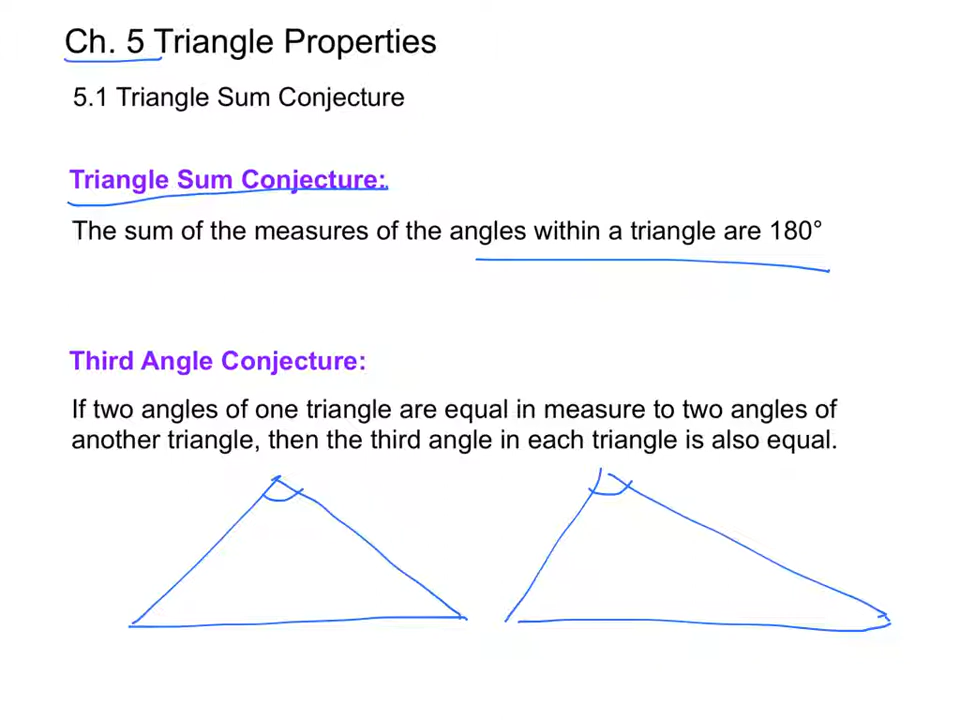 Ch. 5 Triangle Properties
5.1 Triangle Sum Conjecture
Triangle Sum Conjecture:
The sum of the measures of the angles within a triangle are 180°
Third Angle Conjecture:
If two angles of one triangle are equal in measure to two angles of
another triangle, then the third angle in each triangle is also equal.